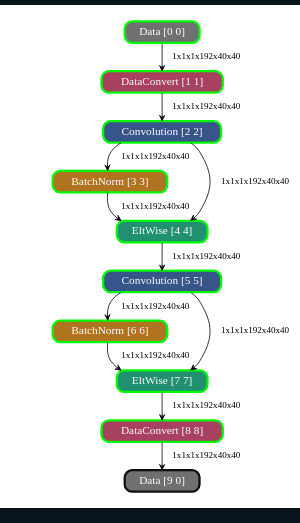 Data [0 0]
1x1x1x192x40x40
DataConvert [1 1]
1x1x1x192x40x40
Convolution [2 2]
1x1x1x192x40x40
BatchNorm [3 3]
1x1x1x192x40x40
1x1x1x192x40x40
EltWise [4 4]
1x1x1x192x40x40
Convolution [5 5]
1x1x1x192x40x40
BatchNorm [6 6]
1x1x1x192x40x40
1x1x1x192x40x40
EltWise [7 7]
1x1x1x192x40x40
DataConvert [8 8]
1x1x1x192x40x40
Data [9 0]